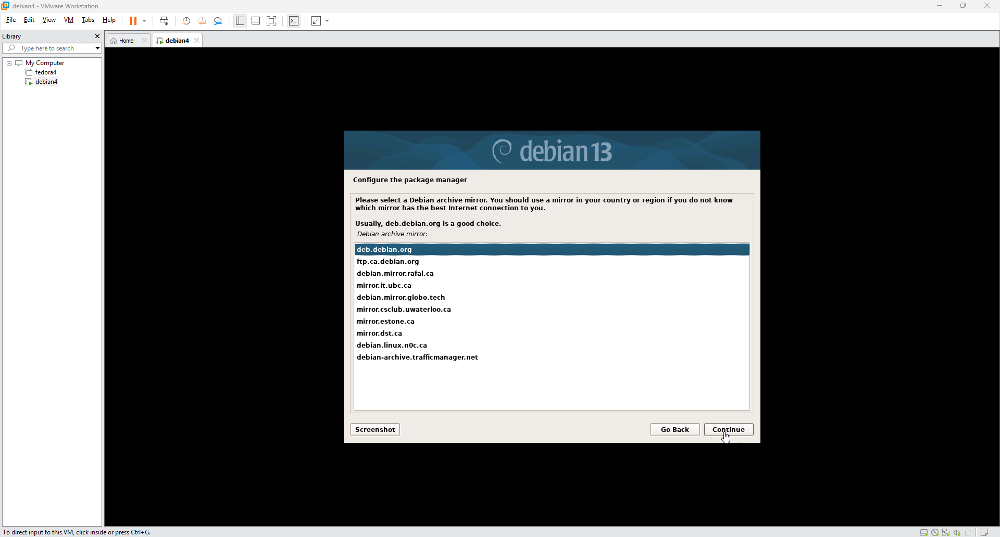 debian4 - VMware Workstation
File Edit View VM Tabs Help
Library
Home
debian4
Type here to search
My Computer
fedora4
debian4
debian 13
Configure the package manager
Please select a Debian archive mirror. You should use a mirror in your country or region if you do not know
which mirror has the best Internet connection to you.
Usually, deb.debian.org is a good choice.
Debian archive mirror:
deb.debian.org
ftp.ca.debian.org
debian.mirror.rafal.ca
mirror.it.ubc.ca
debian.mirror.globo.tech
mirror.csclub.uwaterloo.ca
mirror.estone.ca
mirror.dst.ca
debian.linux.n0c.ca
debian-archive.trafficmanager.net
Screenshot
Go Back
Continue
To direct input to this VM, click inside or press Ctrl+G.